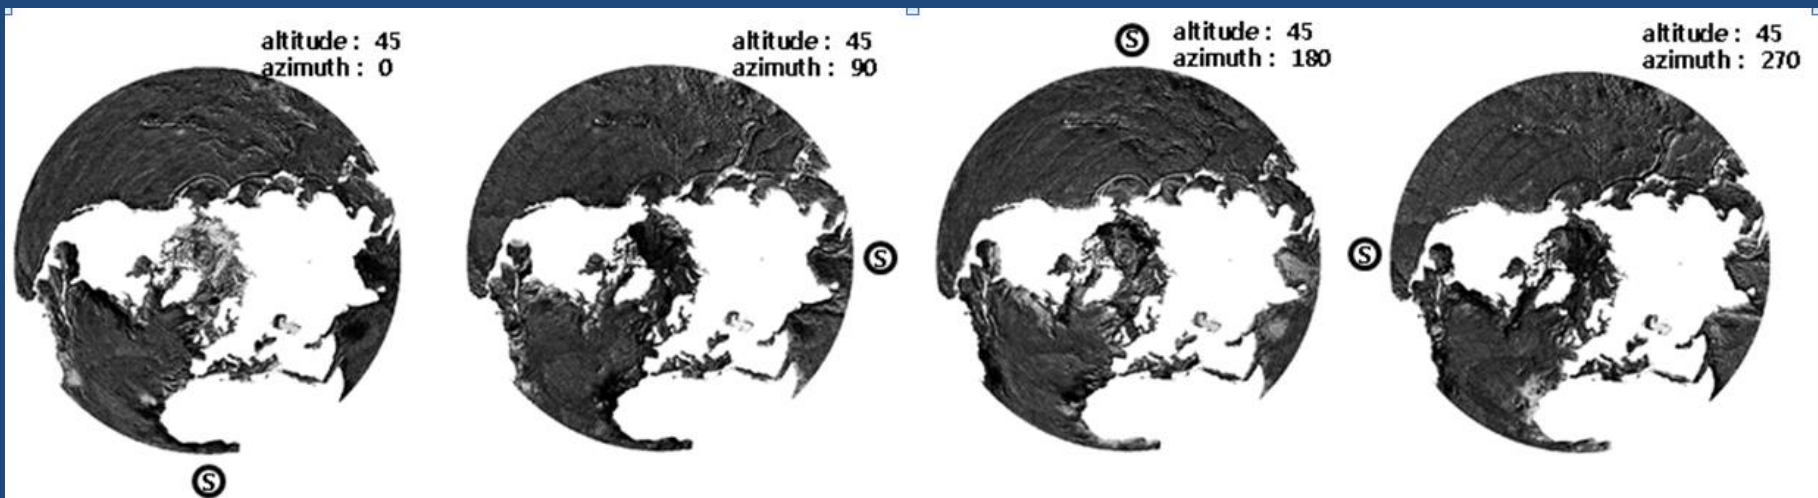 altitude : 45
azimuth : 0
S
altitude : 45
azimuth : 90
S
S
altitude : 45
azimuth : 180
S
altitude : 45
azimuth : 270